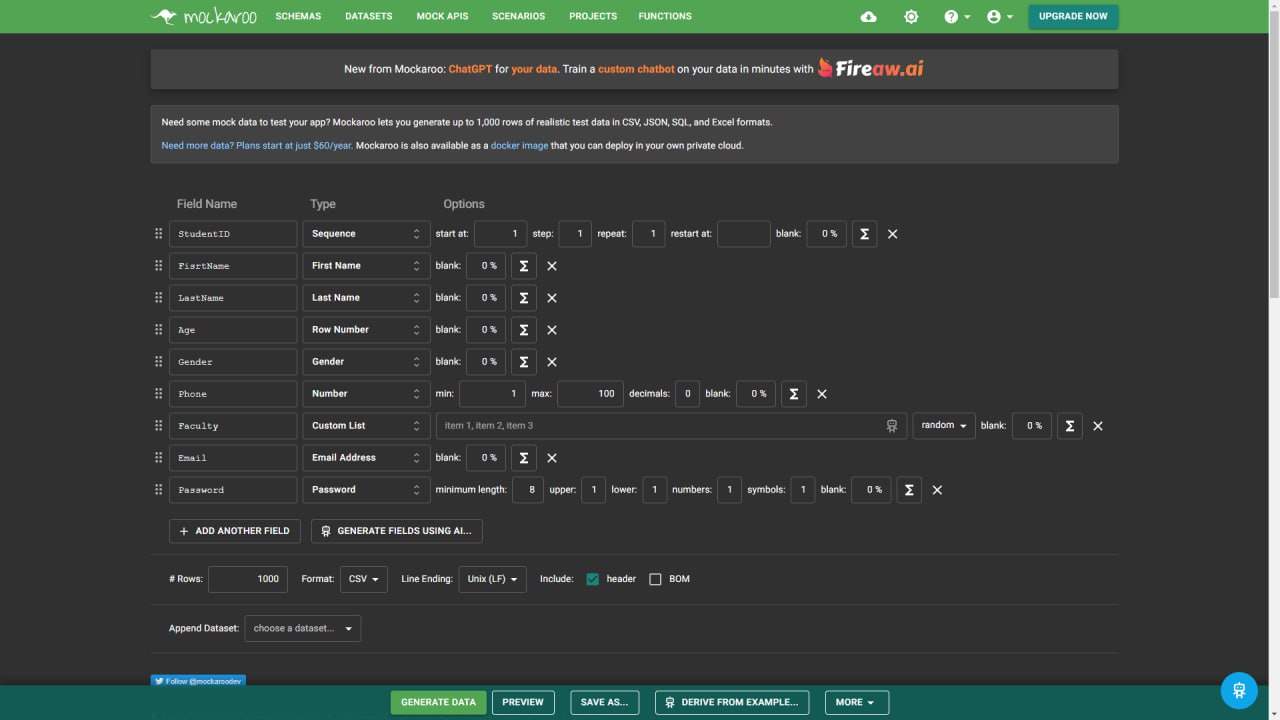 mockaroo SCHEMAS DATASETS MOCK APIS SCENARIOS PROJECTS FUNCTIONS UPGRADE NOW
New from Mockaroo: ChatGPT for your data. Train a custom chatbot on your data in minutes with Fireaw.ai
Need some mock data to test your app? Mockaroo lets you generate up to 1,000 rows of realistic test data in CSV, JSON, SQL, and Excel formats.
Need more data? Plans start at just $60/year. Mockaroo is also available as a docker image that you can deploy in your own private cloud.
Field Name Type Options
StudentID Sequence start at: 1 step: 1 repeat: 1 restart at: blank: 0 % Σ
FisrtName First Name blank: 0 % Σ
LastName Last Name blank: 0 % Σ
Age Row Number blank: 0 % Σ
Gender Gender blank: 0 % Σ
Phone Number min: 1 max: 100 decimals: 0 blank: 0 % Σ
Faculty Custom List item 1, item 2, item 3 random blank: 0 % Σ
Email Email Address blank: 0 % Σ
Password Password minimum length: 8 upper: 1 lower: 1 numbers: 1 symbols: 1 blank: 0 % Σ
+ ADD ANOTHER FIELD GENERATE FIELDS USING AI...
# Rows: 1000 Format: CSV Line Ending: Unix (LF) Include: header BOM
Append Dataset: choose a dataset...
Follow @mockaroodev
GENERATE DATA PREVIEW SAVE AS... DERIVE FROM EXAMPLE... MORE